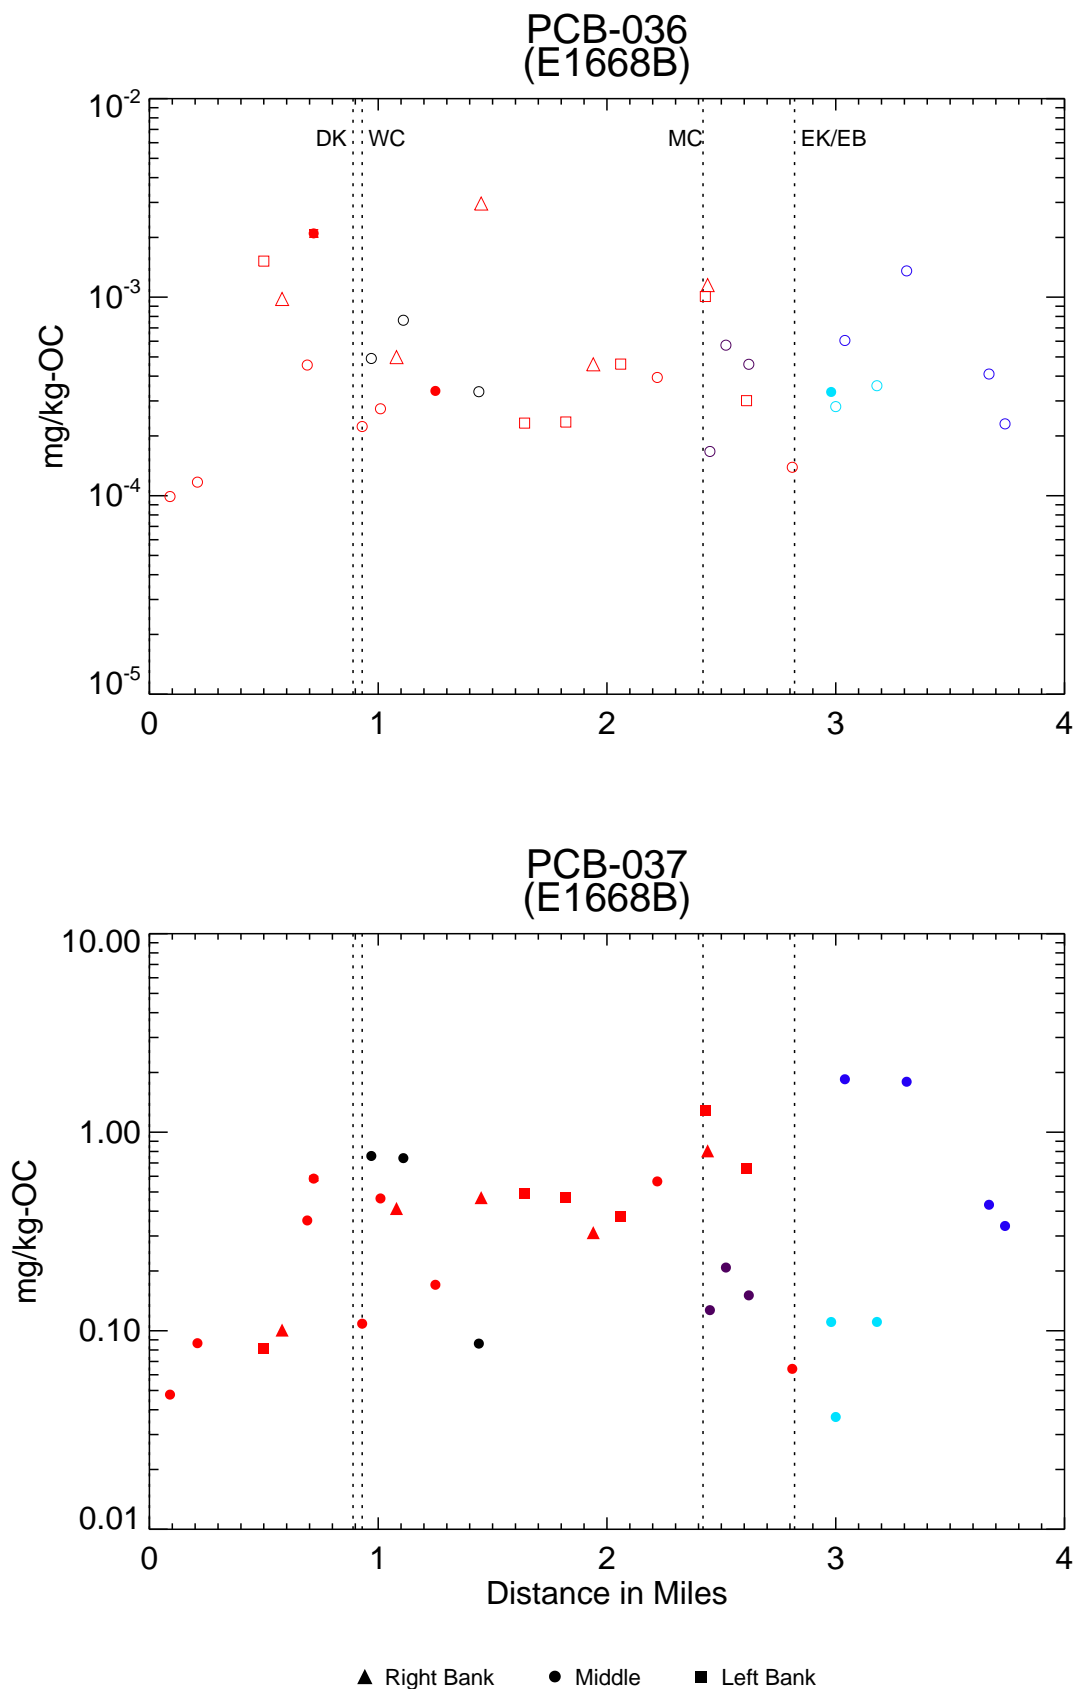 PCB-036
(E1668B)
10-2
DK WC MC EK/EB
10-3
mg/kg-OC
10-4
10-5
0 1 2 3 4
PCB-037
(E1668B)
10.00
1.00
mg/kg-OC
0.10
0.01
0 1 2 3 4
Distance in Miles
Right Bank Middle Left Bank